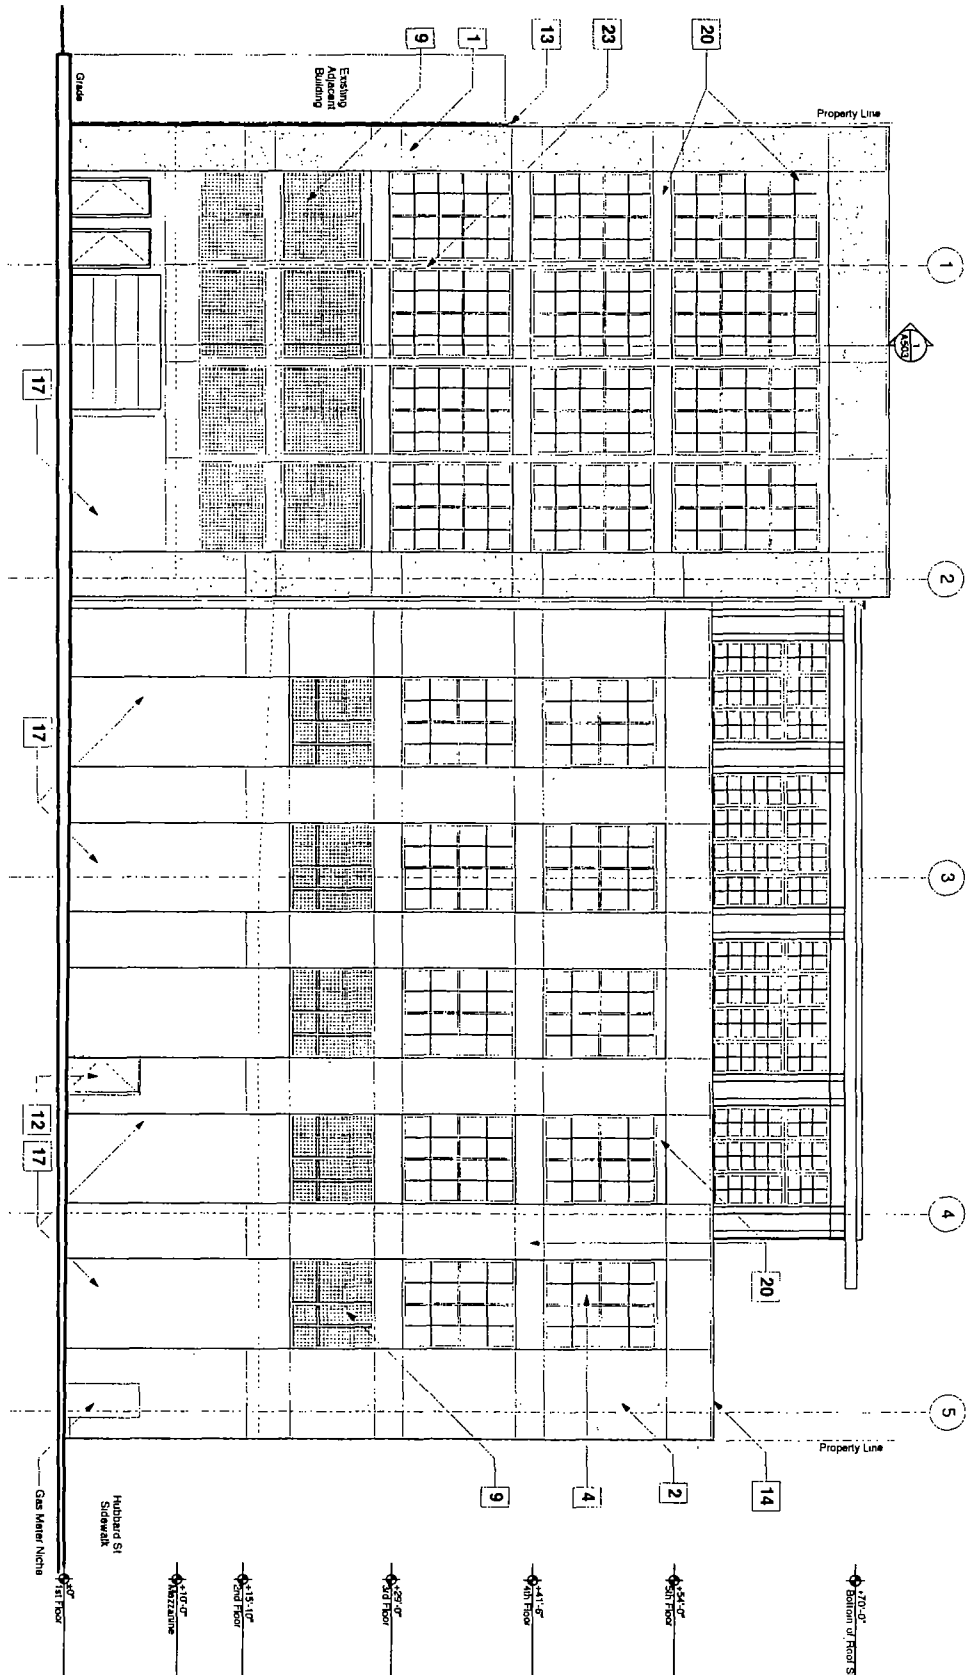 9
1
13
23
20
Existing
Adjacent
Building
Grade
Property Line
1
1
A503
17
2
17
3
12
17
4
20
5
Property Line
9
4
2
14
Hubbard St
Sidewalk
Gas Meter Niche
±0"
1st Floor
+10'-0"
Mezzanine
+15'-10"
2nd Floor
+29'-0"
3rd Floor
+41'-6"
4th Floor
+54'-0"
5th Floor
+70'-0"
Bottom of Roof S